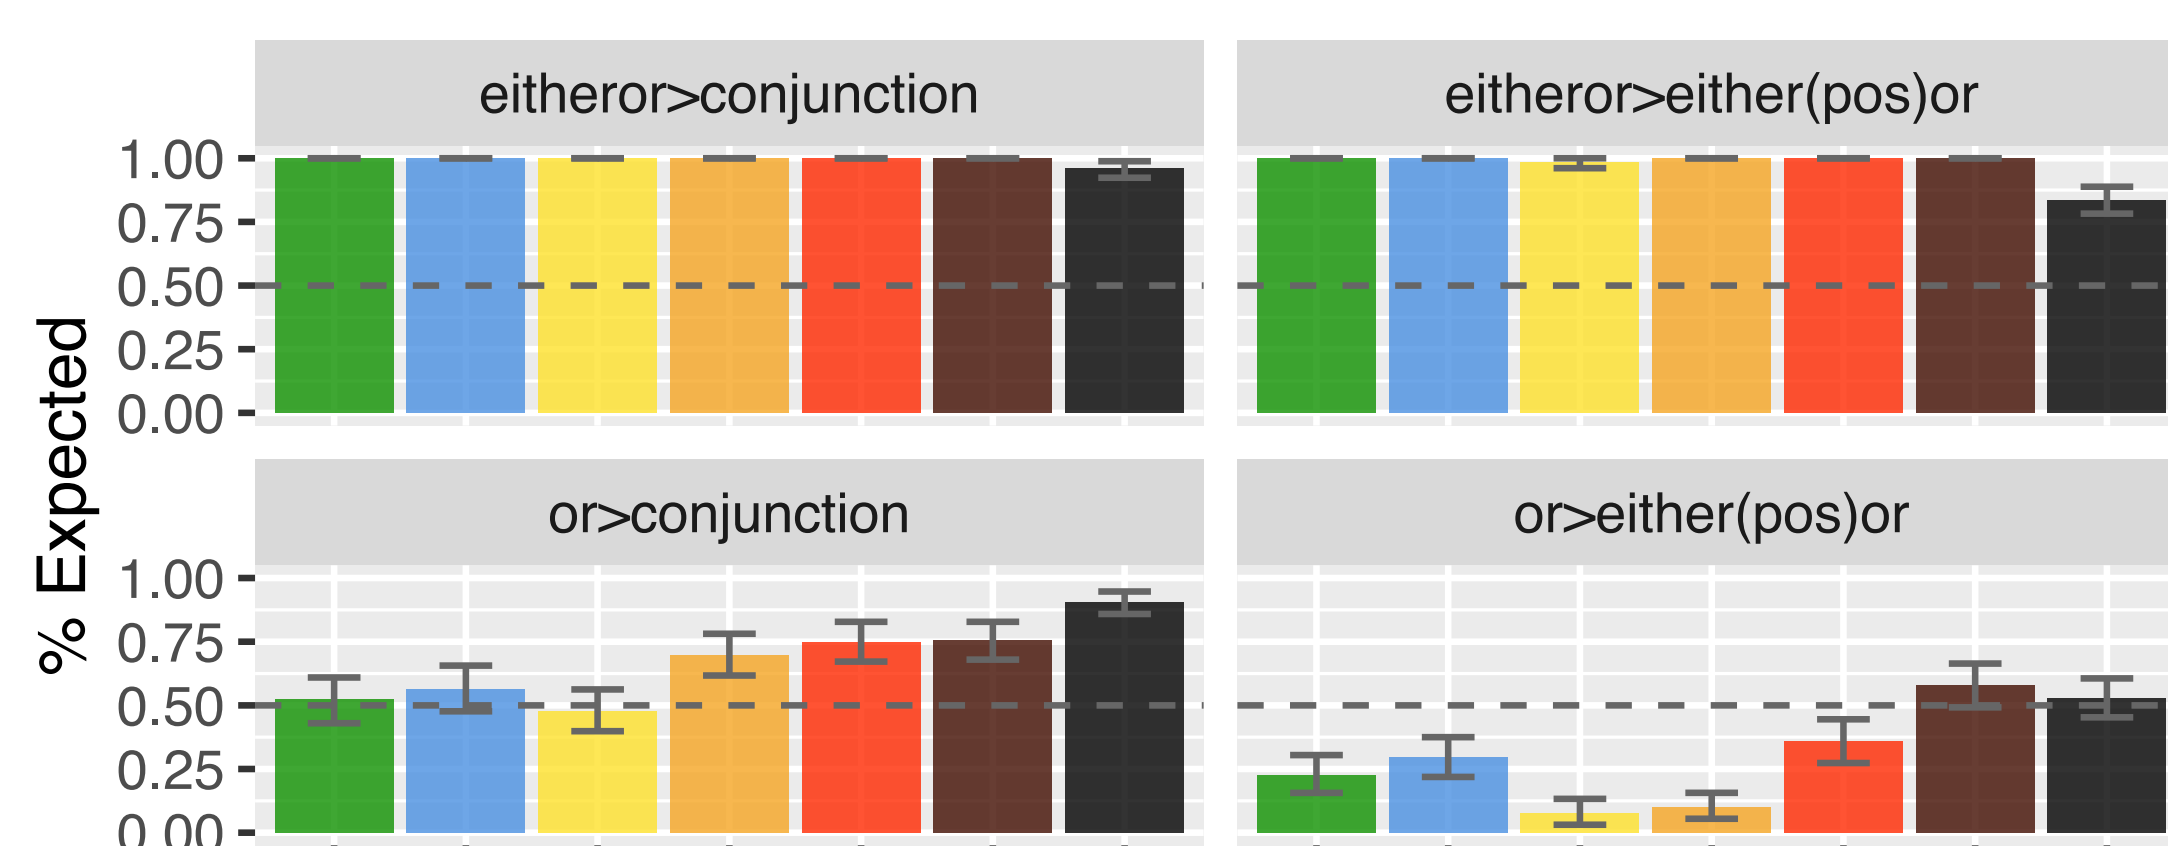 eitheror>conjunction
eitheror>either(pos)or
1.00
0.75
0.50
0.25
0.00
% Expected
or>conjunction
or>either(pos)or
1.00
0.75
0.50
0.25
0.00